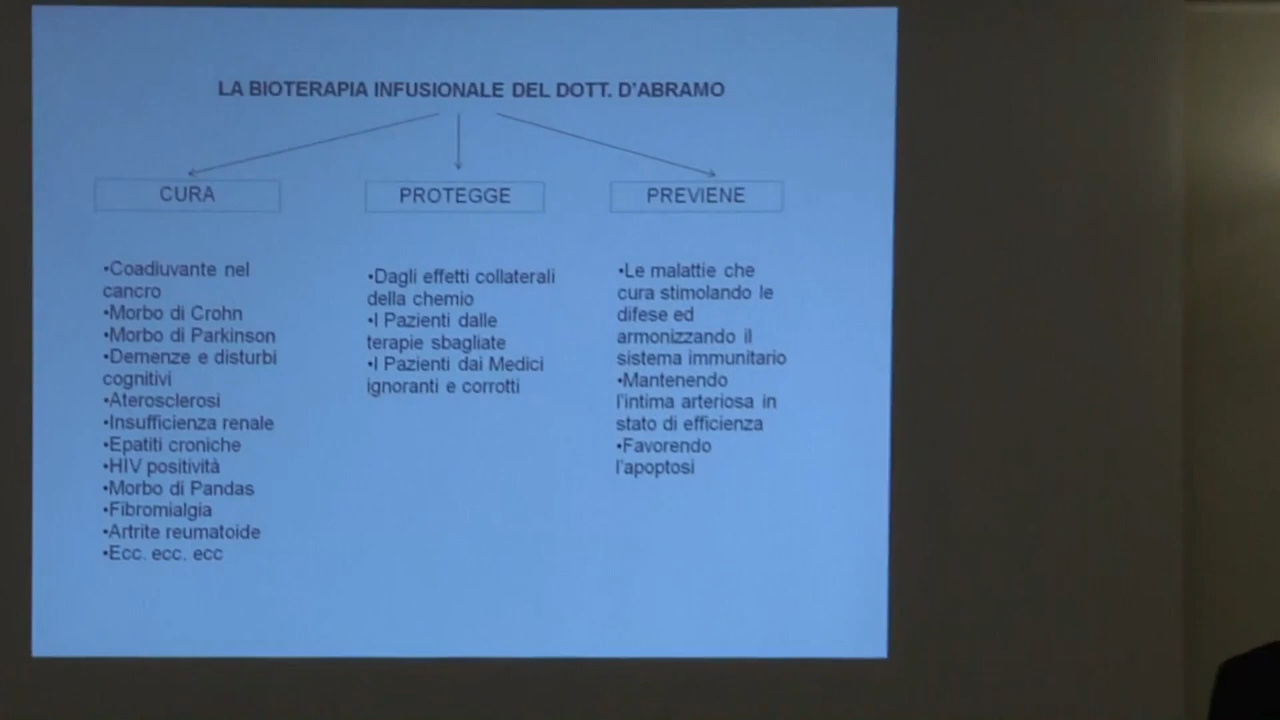 LA BIOTERAPIA INFUSIONALE DEL DOTT. D'ABRAMO
CURA
•Coadiuvante nel
cancro
•Morbo di Crohn
•Morbo di Parkinson
•Demenze e disturbi
cognitivi
•Aterosclerosi
•Insufficienza renale
•Epatiti croniche
•HIV positività
•Morbo di Pandas
•Fibromialgia
•Artrite reumatoide
•Ecc. ecc. ecc
PROTEGGE
•Dagli effetti collaterali
della chemio
•I Pazienti dalle
terapie sbagliate
•I Pazienti dai Medici
ignoranti e corrotti
PREVIENE
•Le malattie che
cura stimolando le
difese ed
armonizzando il
sistema immunitario
•Mantenendo
l'intima arteriosa in
stato di efficienza
•Favorendo
l'apoptosi